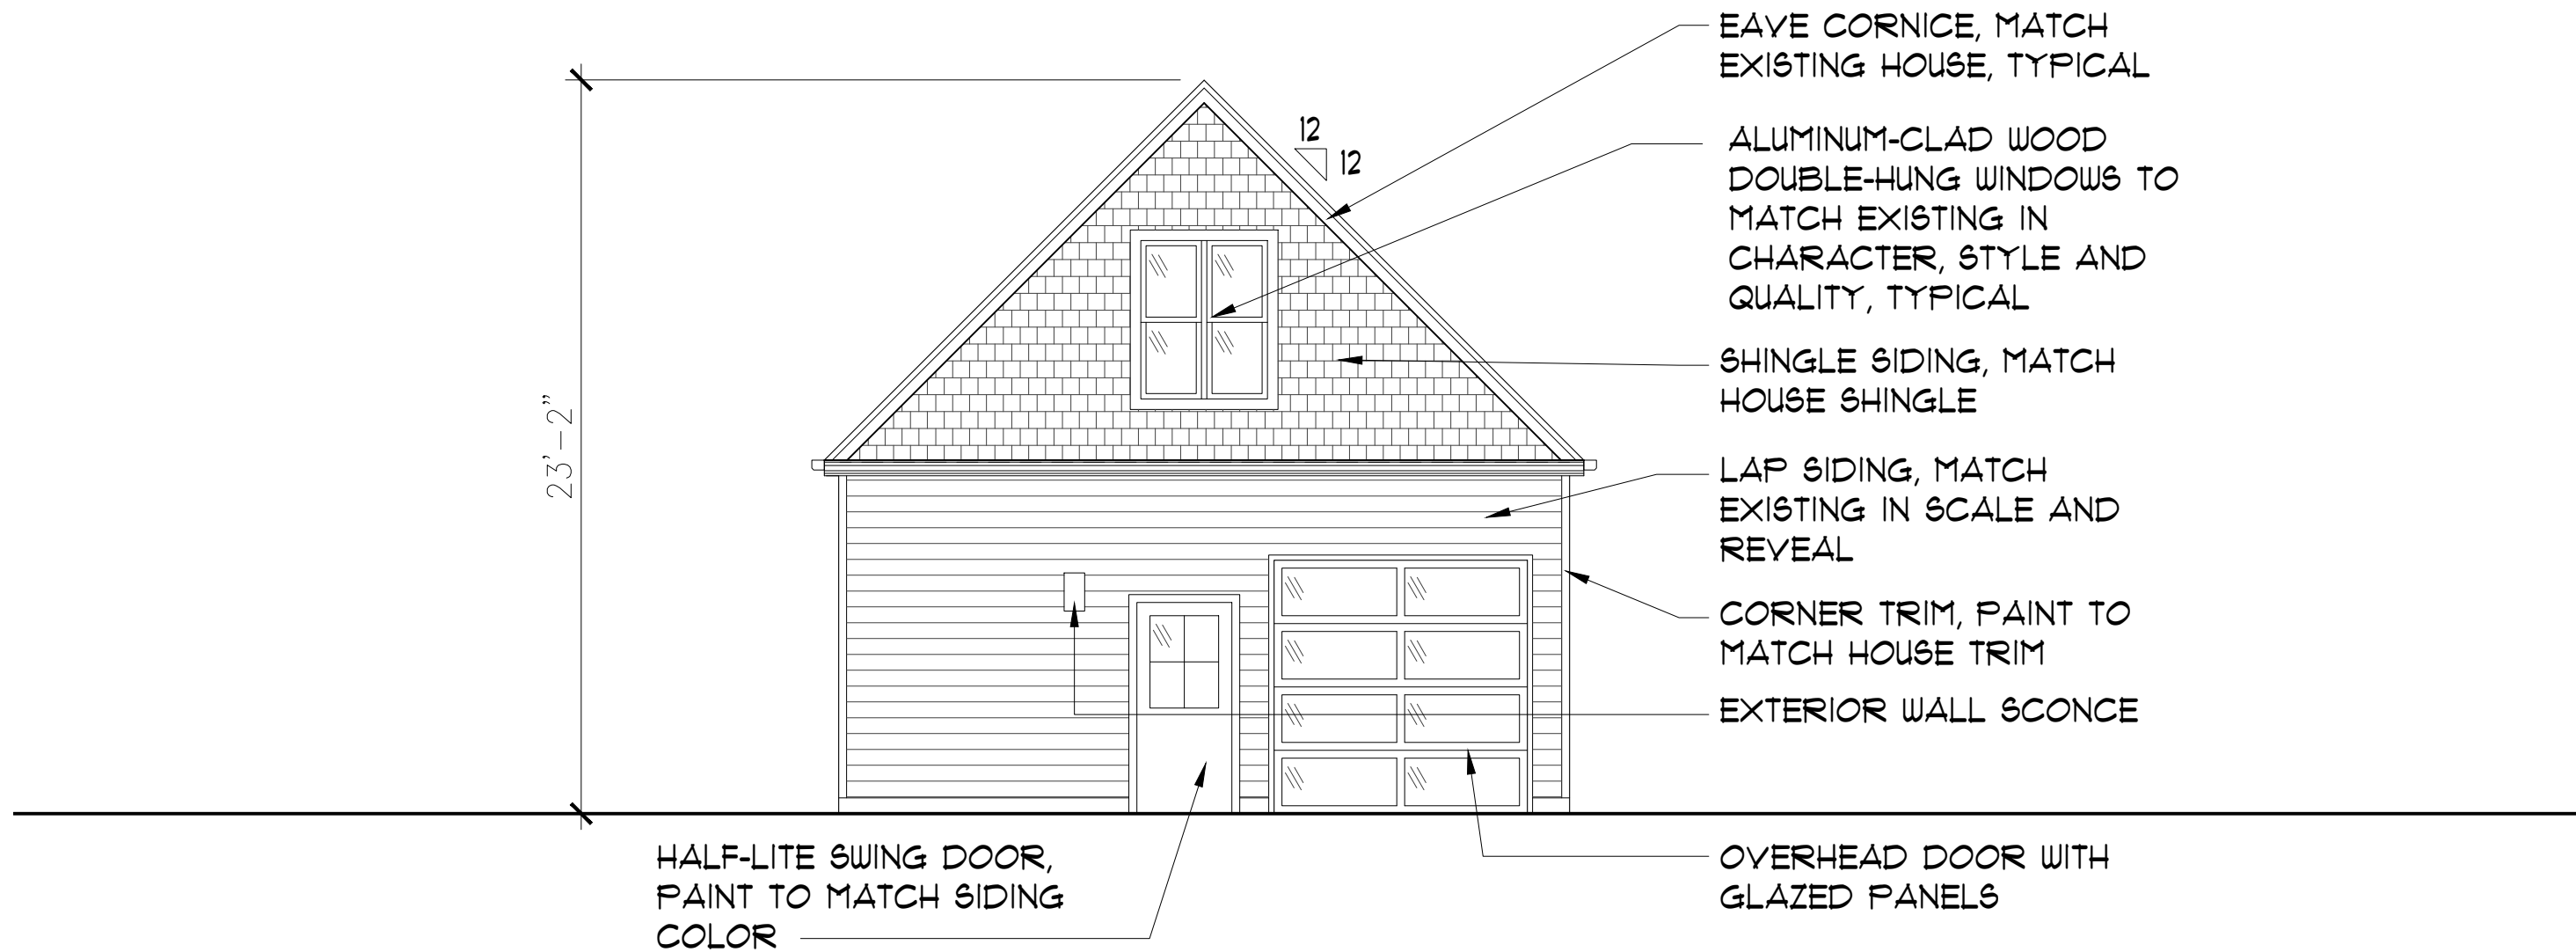 EAVE CORNICE, MATCH
EXISTING HOUSE, TYPICAL
12
12
ALUMINUM-CLAD WOOD
DOUBLE-HUNG WINDOWS TO
MATCH EXISTING IN
CHARACTER, STYLE AND
QUALITY, TYPICAL
SHINGLE SIDING, MATCH
HOUSE SHINGLE
23'-2"
LAP SIDING, MATCH
EXISTING IN SCALE AND
REVEAL
CORNER TRIM, PAINT TO
MATCH HOUSE TRIM
EXTERIOR WALL SCONCE
HALF-LITE SWING DOOR,
PAINT TO MATCH SIDING
COLOR
OVERHEAD DOOR WITH
GLAZED PANELS